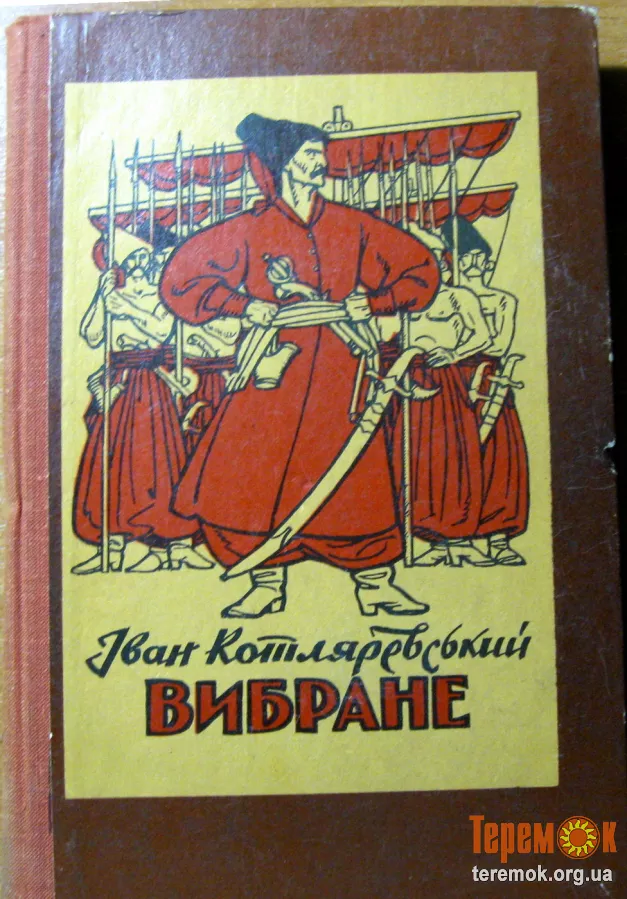 Іван Котляревський
ВИБРАНЕ
Теремок
teremok.org.ua